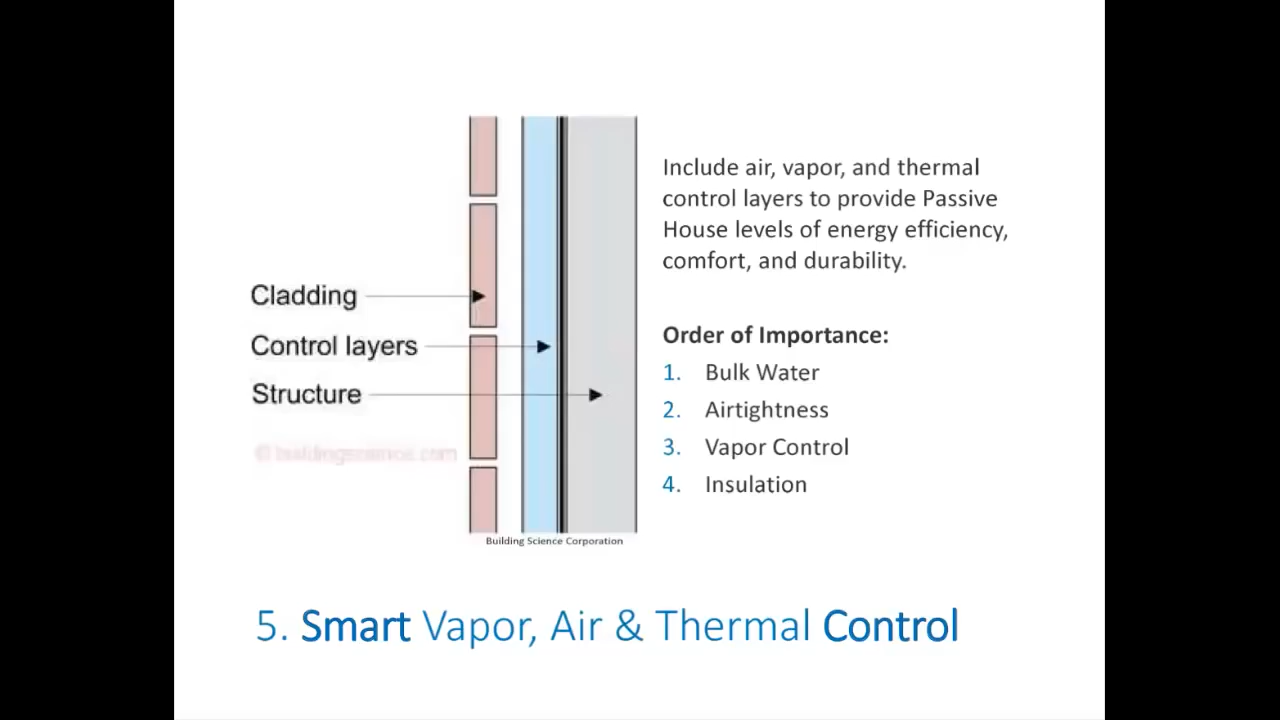 Include air, vapor, and thermal
control layers to provide Passive
House levels of energy efficiency,
comfort, and durability.
Cladding
Control layers
Structure
© buildingscience.com
Order of Importance:
1. Bulk Water
2. Airtightness
3. Vapor Control
4. Insulation
Building Science Corporation
5. Smart Vapor, Air & Thermal Control